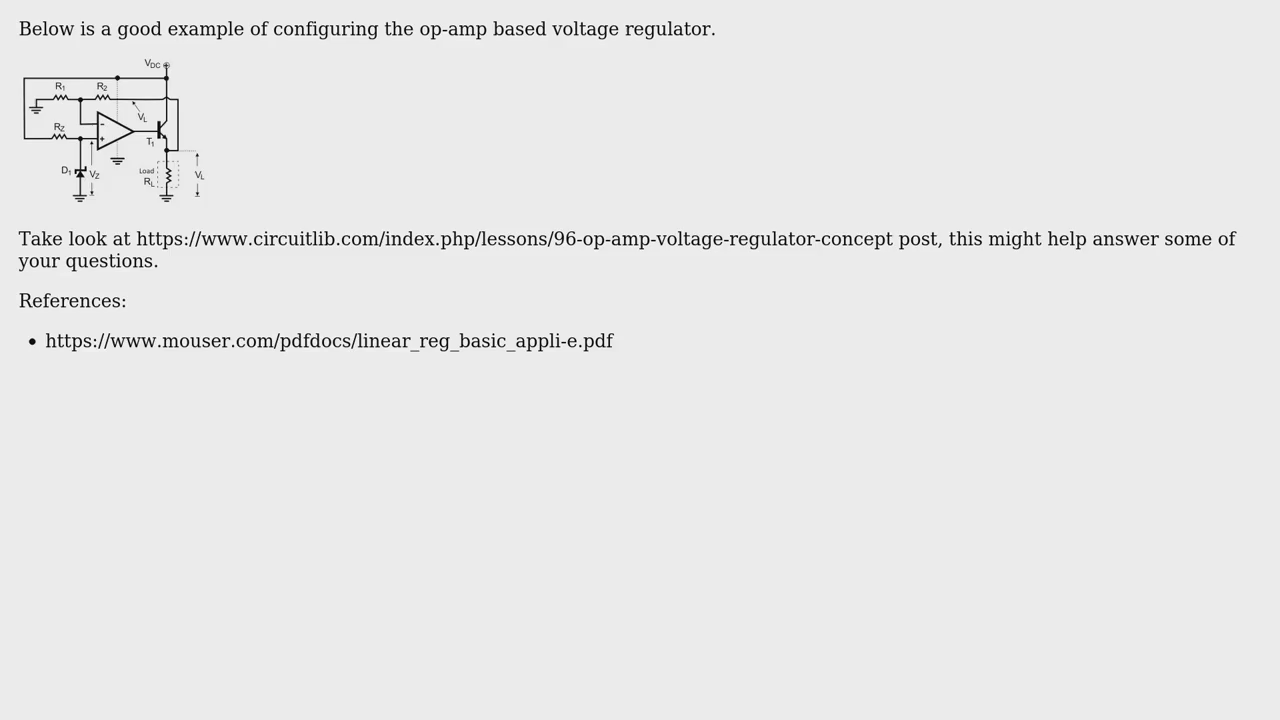 Below is a good example of configuring the op-amp based voltage regulator.
VDC
R1
R2
VL
RZ
T1
D1
VZ
Load
RL
VL
Take look at https://www.circuitlib.com/index.php/lessons/96-op-amp-voltage-regulator-concept post, this might help answer some of
your questions.
References:
• https://www.mouser.com/pdfdocs/linear_reg_basic_appli-e.pdf